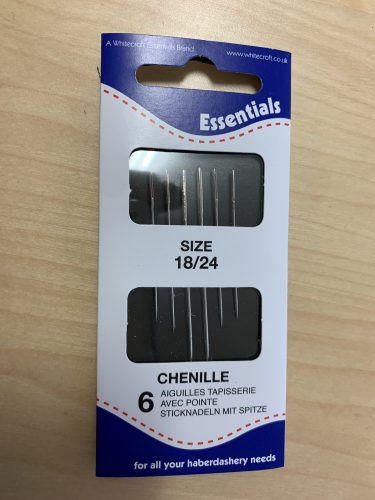 A Whitecroft Essentials Brand
www.whitecroft.co.uk
Essentials
SIZE
18/24
CHENILLE
6
AIGUILLES TAPISSERIE
AVEC POINTE
STICKNADELN MIT SPITZE
for all your haberdashery needs